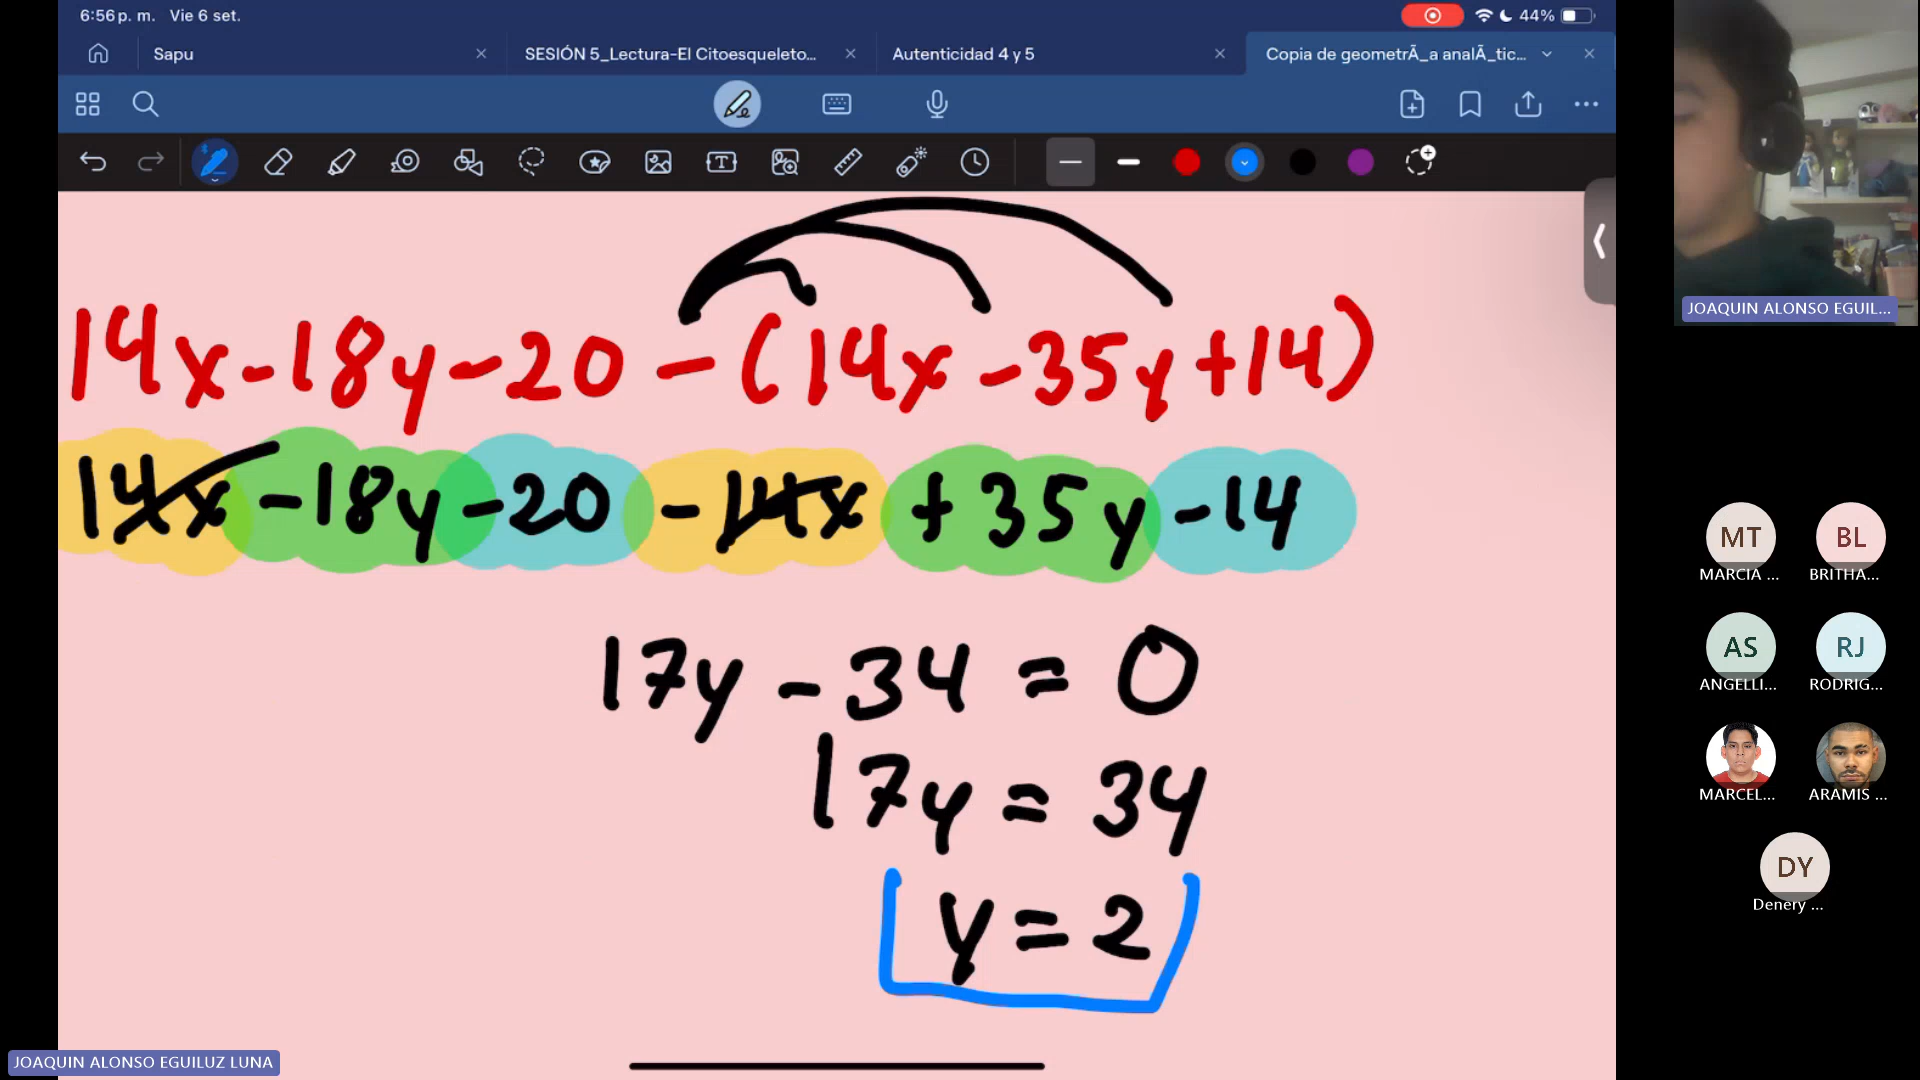 6:56 p. m. Vie 6 set.
44%
Sapu
SESIÓN 5_Lectura-El Citoesqueleto...
Autenticidad 4 y 5
Copia de geometrÃ_a analÃ_tic...
JOAQUIN ALONSO EGUIL...
14x-18y-20-(14x-35y+14)
14x-18y-20-14x+35y-14
17y-34=0
17y=34
y=2
MT
MARCIA ...
BL
BRITHA...
AS
ANGELLI...
RJ
RODRIG...
MARCEL...
ARAMIS ...
DY
Denery ...
JOAQUIN ALONSO EGUILUZ LUNA